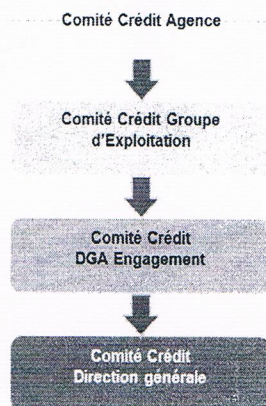 Comité Crédit Agence
Comité Crédit Groupe
d'Exploitation
Comité Crédit
DGA Engagement
Comité Crédit
Direction générale